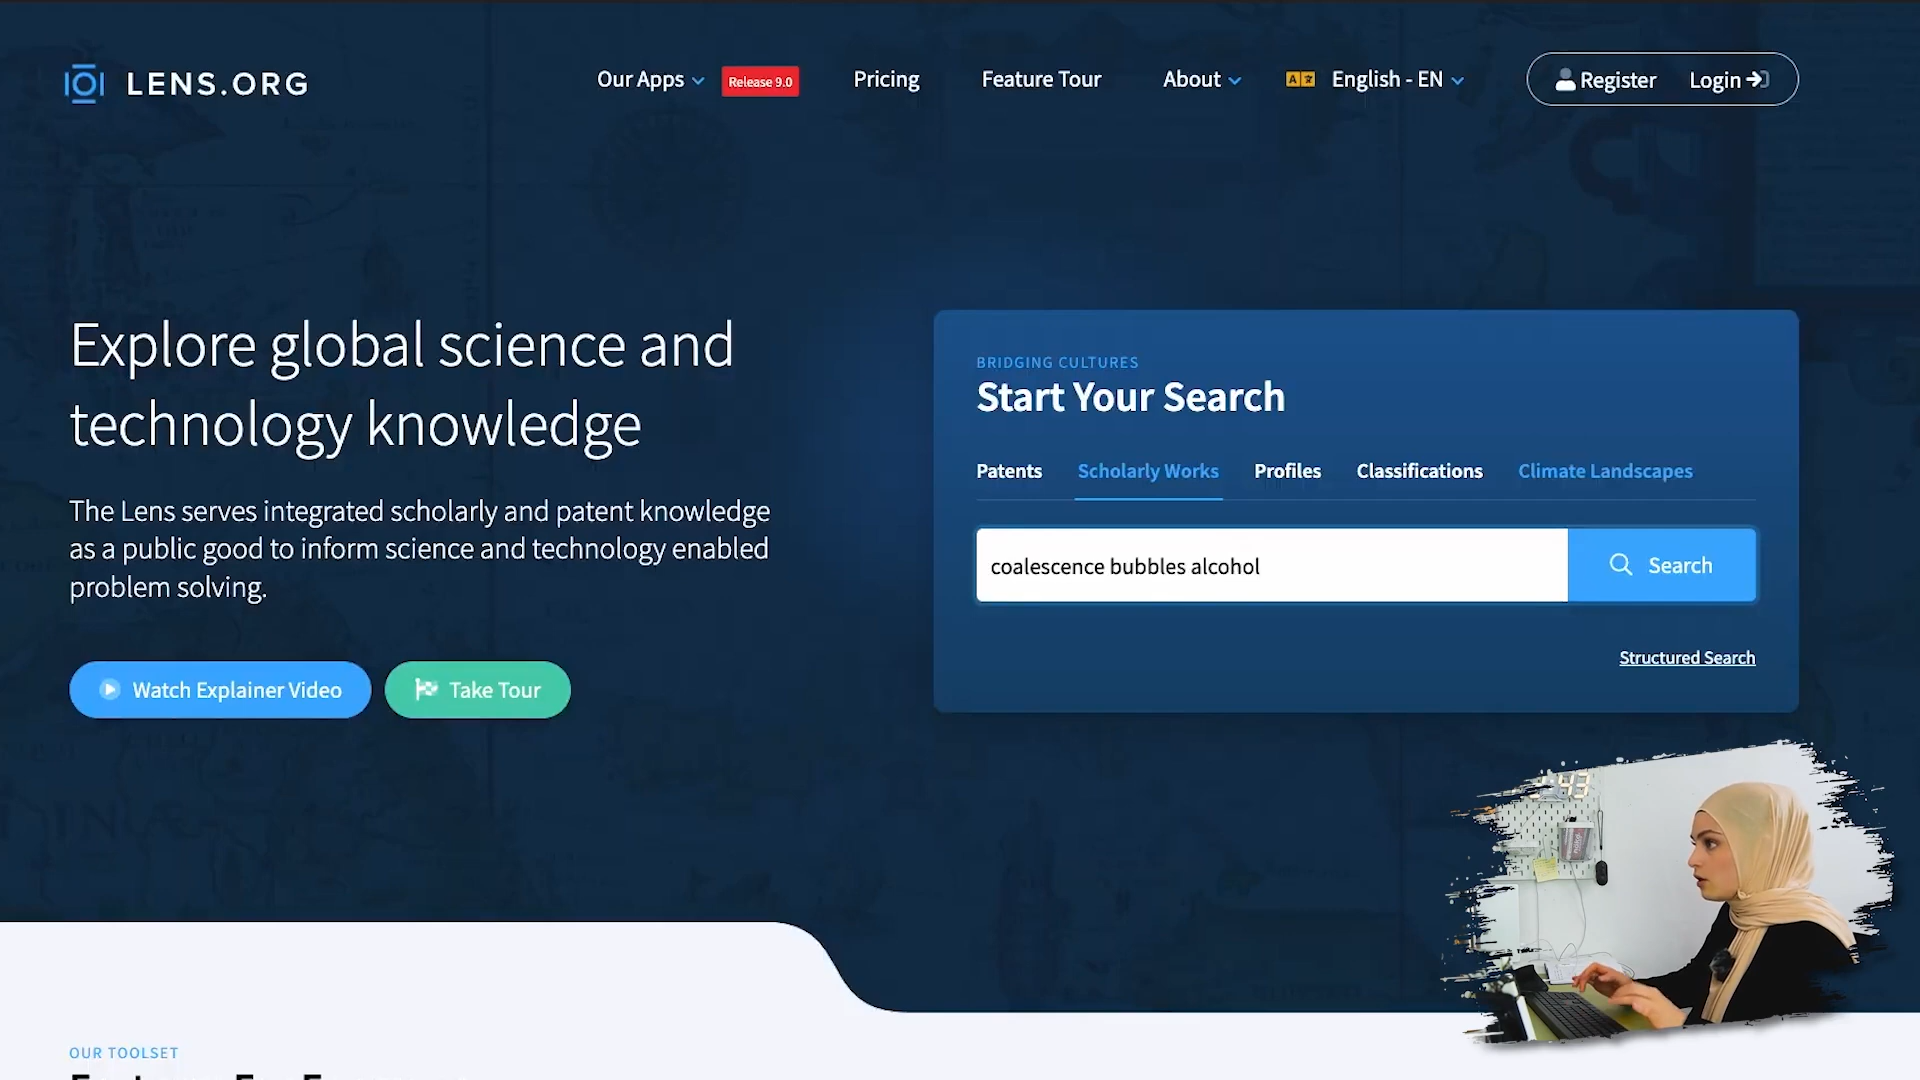 LENS.ORG
Our Apps
Release 9.0
Pricing
Feature Tour
About
English - EN
Register
Login
Explore global science and
technology knowledge
The Lens serves integrated scholarly and patent knowledge
as a public good to inform science and technology enabled
problem solving.
Watch Explainer Video
Take Tour
BRIDGING CULTURES
Start Your Search
Patents
Scholarly Works
Profiles
Classifications
Climate Landscapes
coalescence bubbles alcohol
Search
Structured Search
OUR TOOLSET